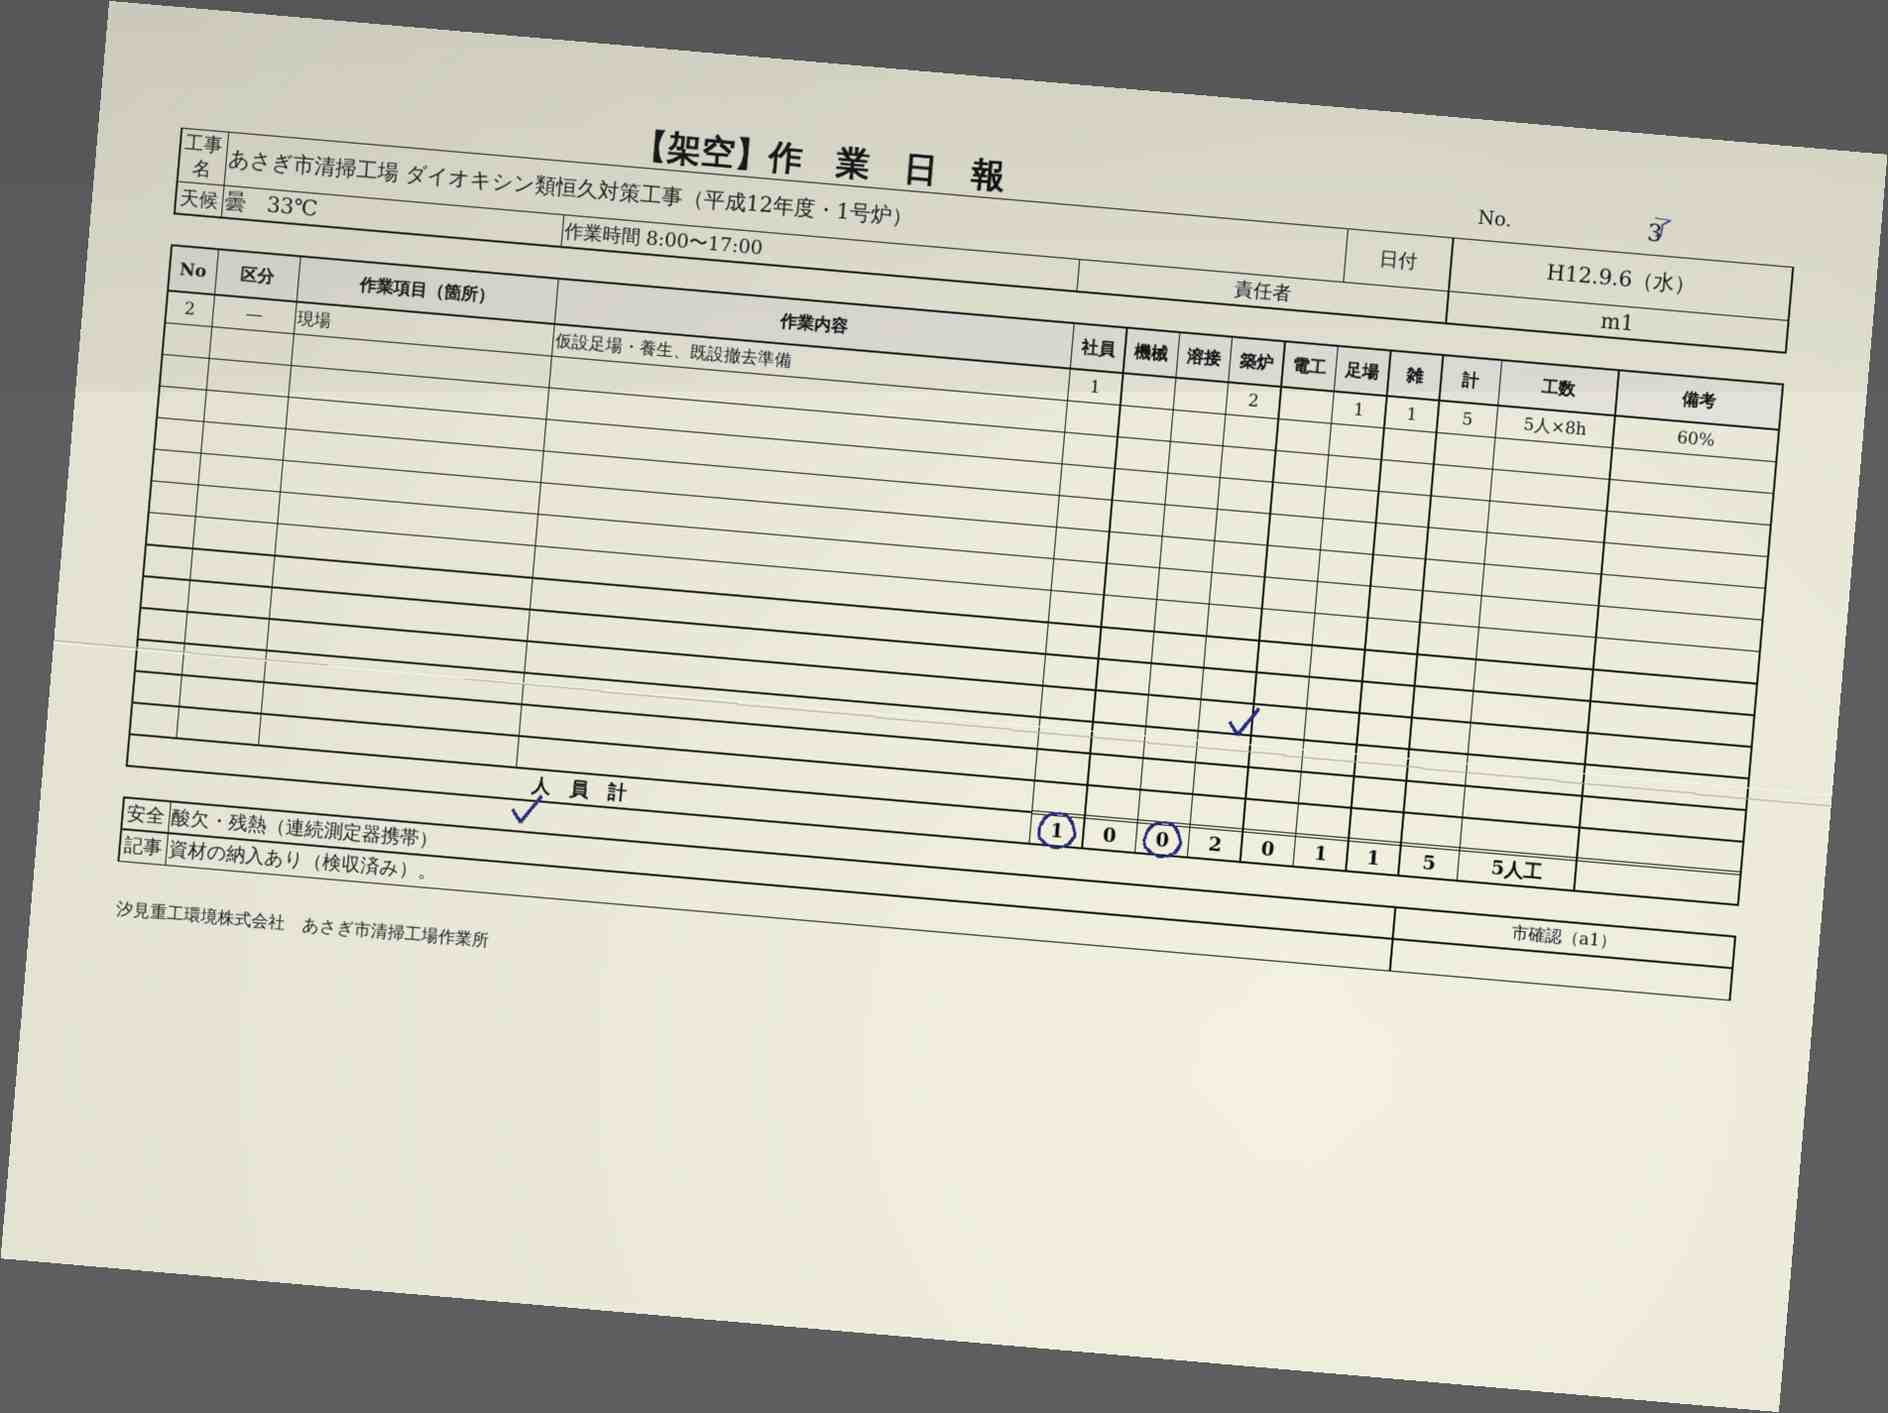 【架空】作 業 日 報
No. 3
工事名 あさぎ市清掃工場 ダイオキシン類恒久対策工事（平成12年度・1号炉） 日付 H12.9.6（水）
天候 曇 33℃ 作業時間 8:00〜17:00 責任者 m1
No 区分 作業項目（箇所） 作業内容 社員 機械 溶接 築炉 電工 足場 雑 計 工数 備考
2 — 現場 仮設足場・養生、既設撤去準備 1 2 1 1 5 5人×8h 60%
人 員 計 1 0 0 2 0 1 1 5 5人工
安全 酸欠・残熱（連続測定器携帯） 市確認（a1）
記事 資材の納入あり（検収済み）。
汐見重工環境株式会社 あさぎ市清掃工場作業所